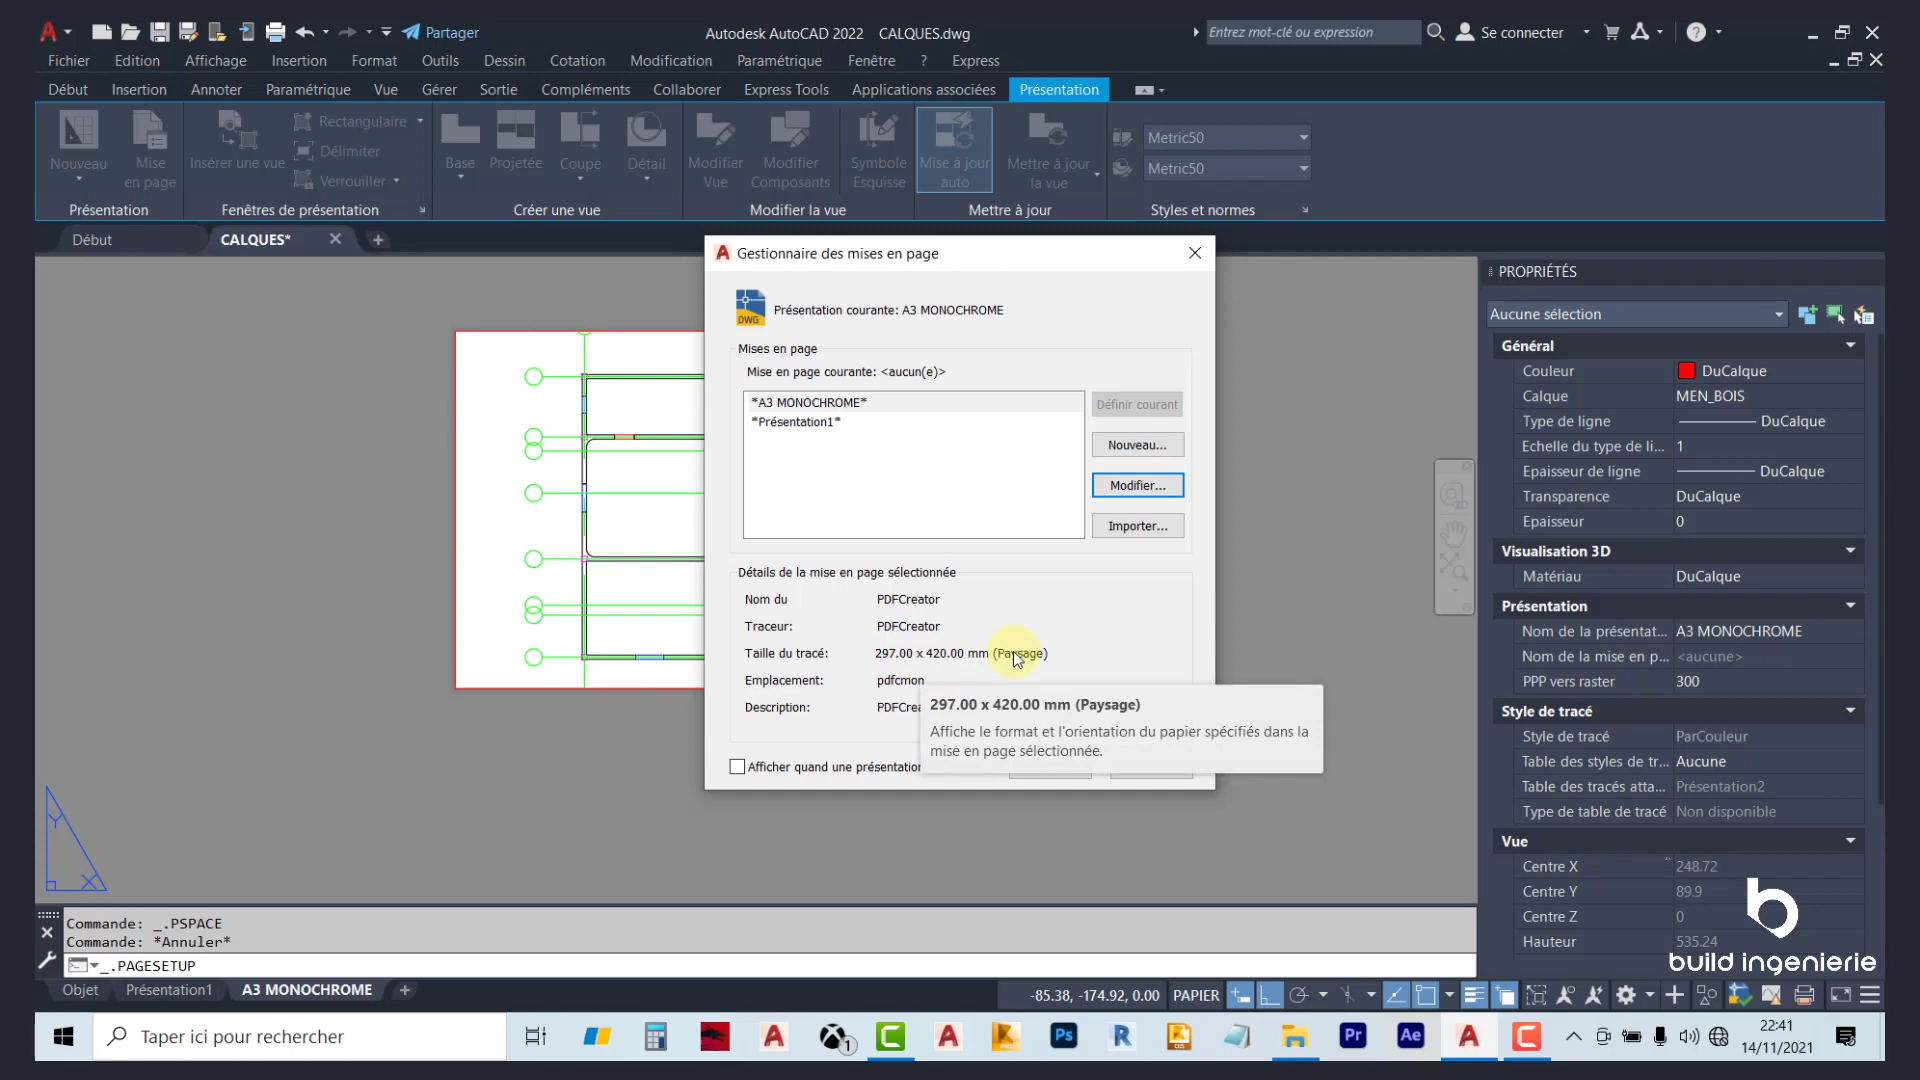 Partager
Autodesk AutoCAD 2022 CALQUES.dwg
Entrez mot-clé ou expression
Se connecter
Fichier Edition Affichage Insertion Format Outils Dessin Cotation Modification Paramétrique Fenêtre ? Express
Début Insertion Annoter Paramétrique Vue Gérer Sortie Compléments Collaborer Express Tools Applications associées Présentation
Nouveau
Mise
en page
Insérer une vue
Rectangulaire
Délimiter
Verrouiller
Base
Projetée
Coupe
Détail
Modifier
Vue
Modifier
Composants
Symbole
Esquisse
Mise à jour
auto
Mettre à jour
la vue
Metric50
Metric50
Présentation Fenêtres de présentation Créer une vue Modifier la vue Mettre à jour Styles et normes
Début CALQUES*
Gestionnaire des mises en page
DWG
Présentation courante: A3 MONOCHROME
Mises en page
Mise en page courante: <aucun(e)>
*A3 MONOCHROME*
*Présentation1*
Définir courant
Nouveau...
Modifier...
Importer...
Détails de la mise en page sélectionnée
Nom du PDFCreator
Traceur: PDFCreator
Taille du tracé: 297.00 x 420.00 mm (Paysage)
Emplacement: pdfcmon
Description: PDFCrea
Afficher quand une présentation
297.00 x 420.00 mm (Paysage)
Affiche le format et l'orientation du papier spécifiés dans la
mise en page sélectionnée.
PROPRIÉTÉS
Aucune sélection
Général
Couleur DuCalque
Calque MEN_BOIS
Type de ligne DuCalque
Echelle du type de li... 1
Epaisseur de ligne DuCalque
Transparence DuCalque
Epaisseur 0
Visualisation 3D
Matériau DuCalque
Présentation
Nom de la présentat... A3 MONOCHROME
Nom de la mise en p... <aucune>
PPP vers raster 300
Style de tracé
Style de tracé ParCouleur
Table des styles de tr... Aucune
Table des tracés atta... Présentation2
Type de table de tracé Non disponible
Vue
Centre X 248.72
Centre Y 89.9
Centre Z 0
Hauteur 535.24
build ingenierie
Y
X
Commande: _.PSPACE
Commande: *Annuler*
_.PAGESETUP
Objet Présentation1 A3 MONOCHROME
-85.38, -174.92, 0.00 PAPIER
Taper ici pour rechercher
1
Ps
R
Pr
Ae
22:41
14/11/2021